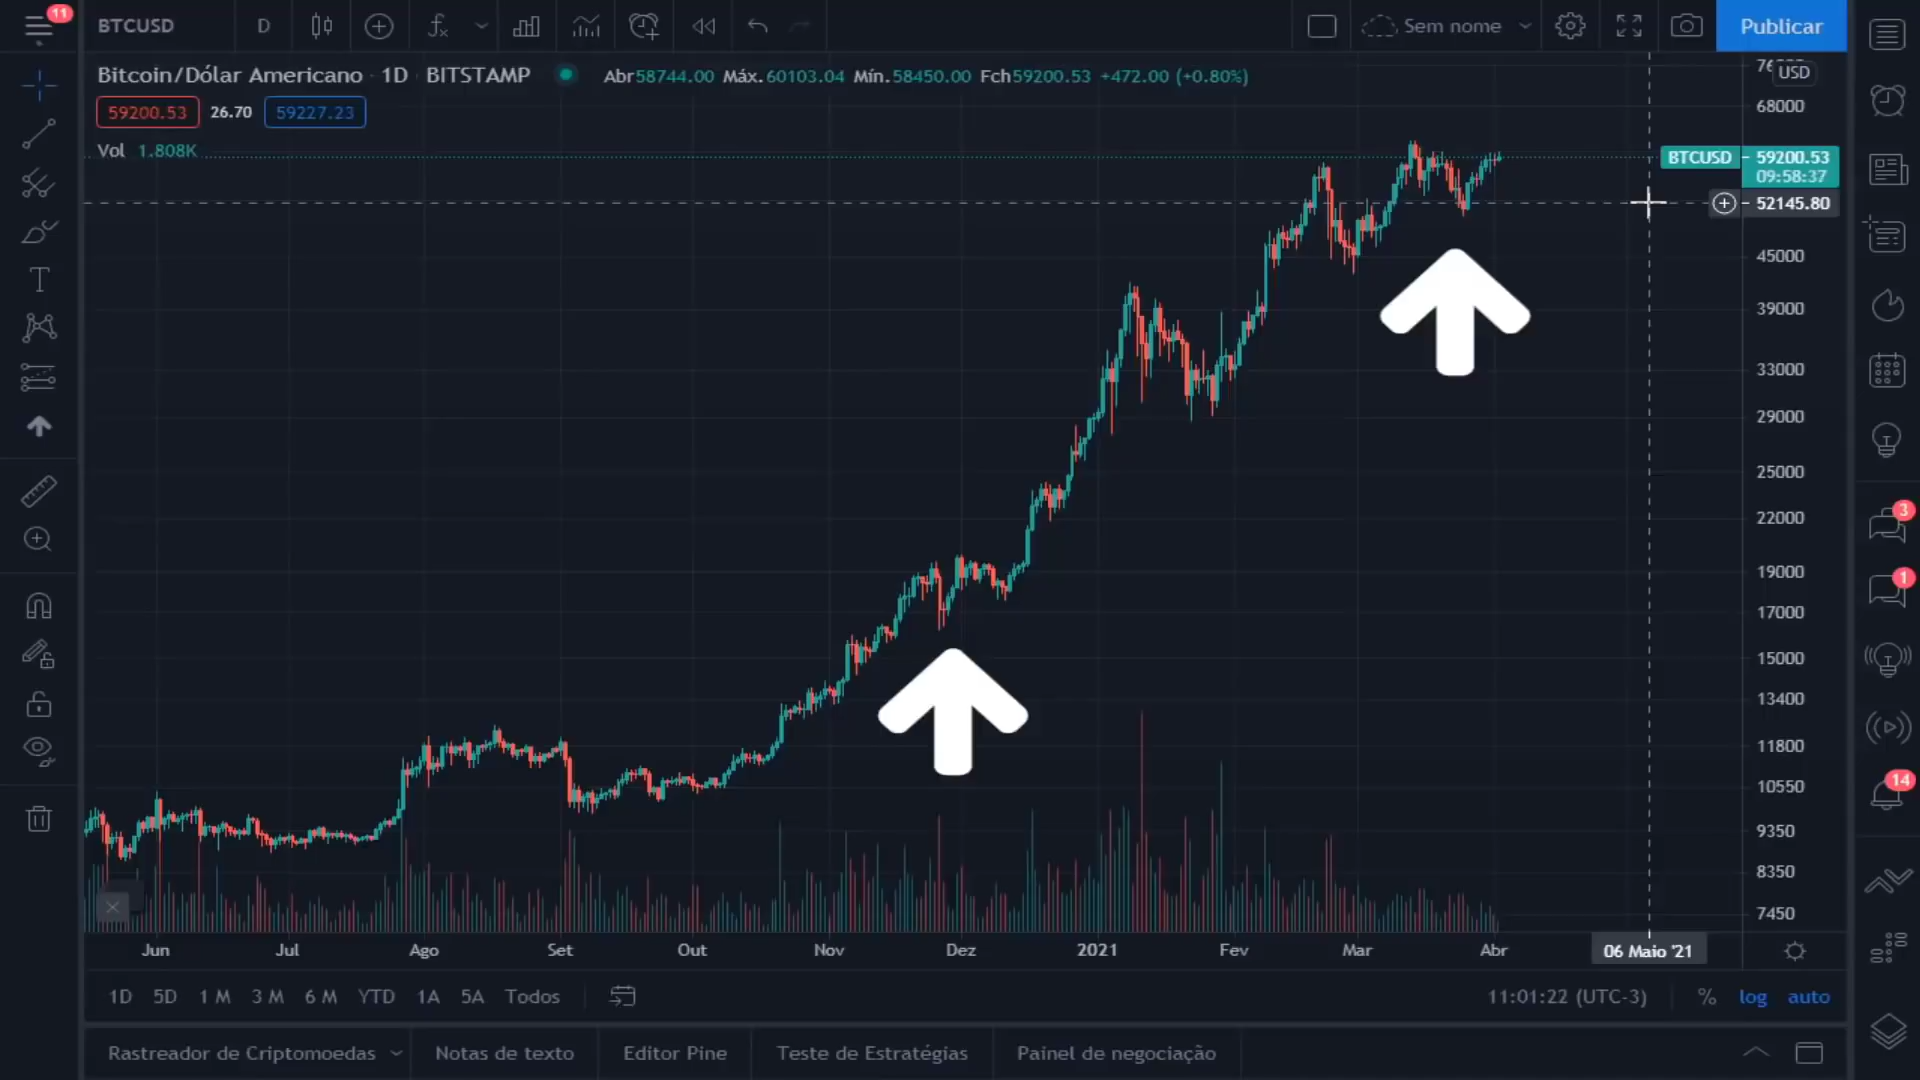 11
BTCUSD
D
Sem nome
Publicar
Bitcoin/Dólar Americano · 1D · BITSTAMP
Abr58744.00 Máx.60103.04 Mín.58450.00 Fch59200.53 +472.00 (+0.80%)
59200.53 26.70 59227.23
Vol 1.808K
USD
68000
BTCUSD 59200.53
09:58:37
52145.80
45000
39000
33000
29000
25000
22000
19000
17000
15000
13400
11800
10550
9350
8350
7450
3
1
14
Jun Jul Ago Set Out Nov Dez 2021 Fev Mar Abr 06 Maio '21
1D 5D 1 M 3 M 6 M YTD 1A 5A Todos
11:01:22 (UTC-3) % log auto
Rastreador de Criptomoedas Notas de texto Editor Pine Teste de Estratégias Painel de negociação